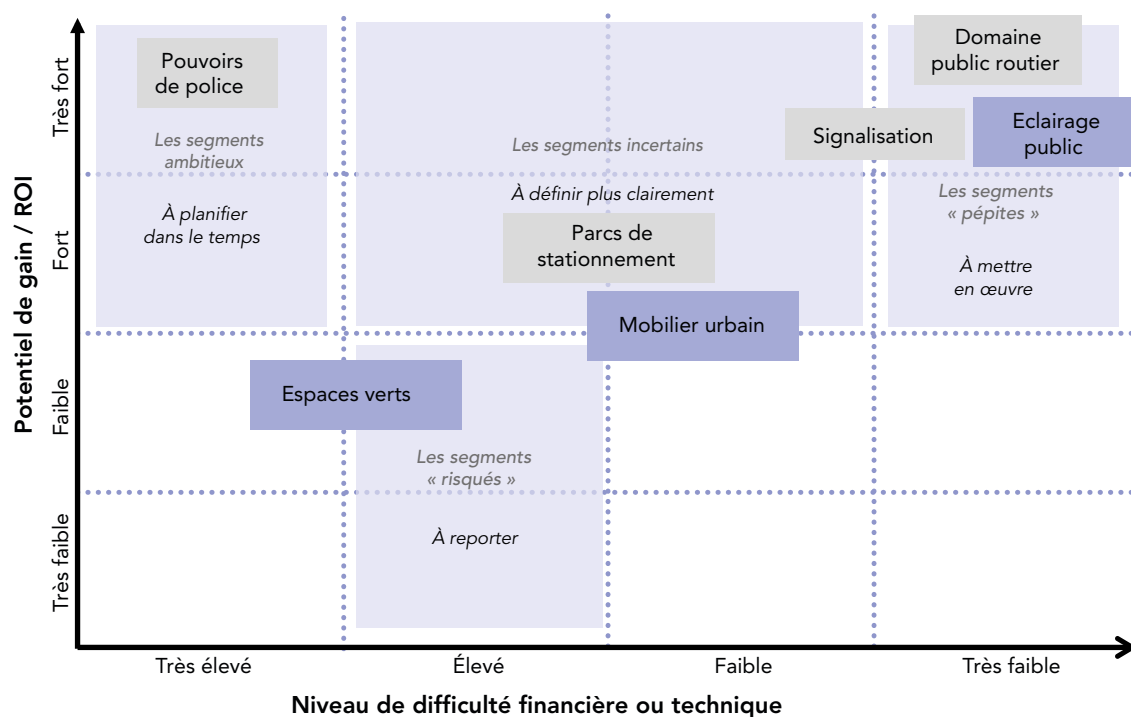 Potentiel de gain / ROI
Très fort
Fort
Faible
Très faible
Pouvoirs
de police
Les segments
ambitieux
À planifier
dans le temps
Les segments incertains
À définir plus clairement
Parcs de
stationnement
Mobilier urbain
Signalisation
Domaine
public routier
Eclairage
public
Les segments
« pépites »
À mettre
en œuvre
Espaces verts
Les segments
« risqués »
À reporter
Très élevé
Élevé
Faible
Très faible
Niveau de difficulté financière ou technique